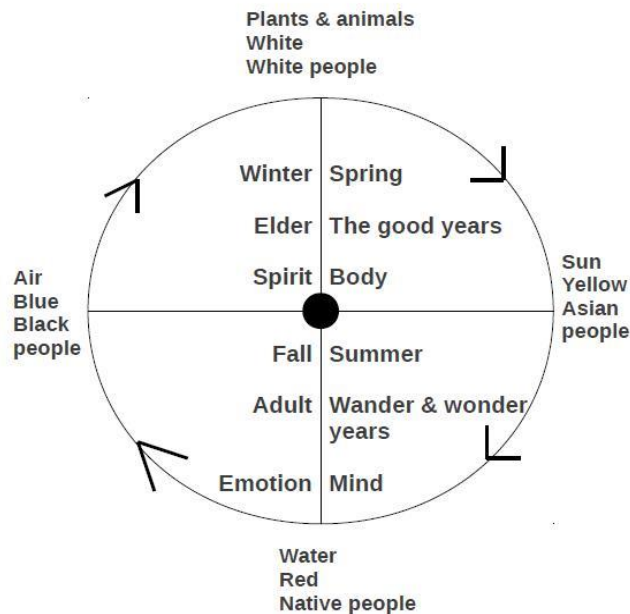 Plants & animals
White
White people
Winter Spring
Elder The good years
Spirit Body
Air
Blue
Black
people
Sun
Yellow
Asian
people
Fall Summer
Adult Wander & wonder
years
Emotion Mind
Water
Red
Native people